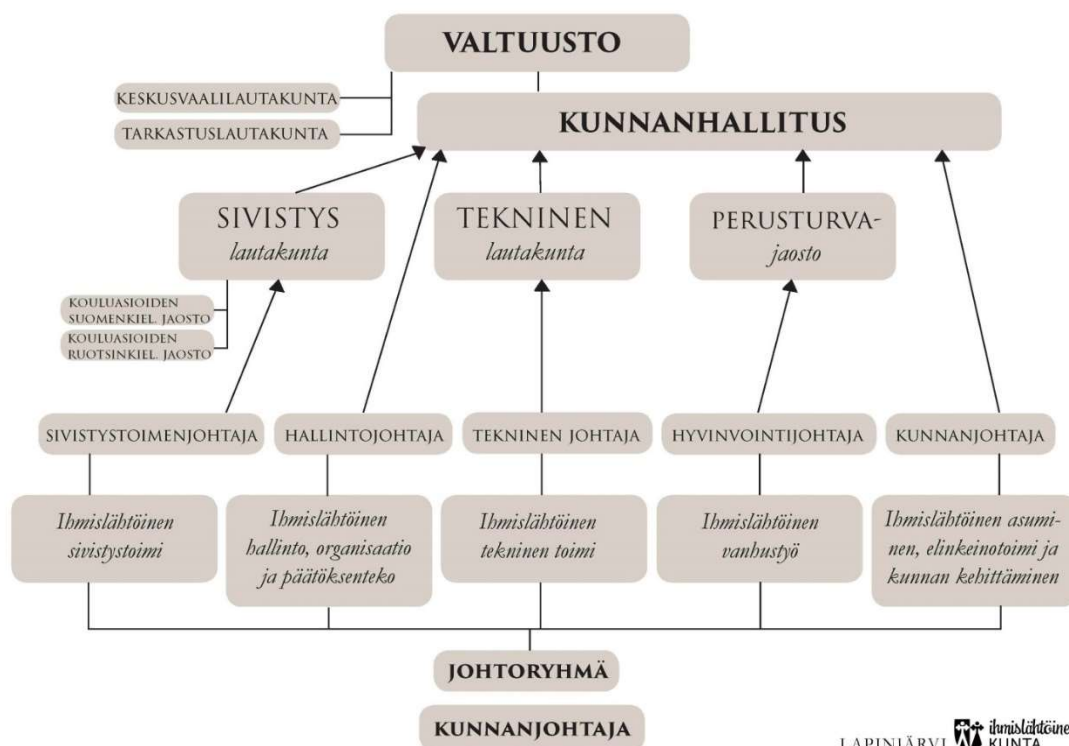 VALTUUSTO
KESKUSVAALILAUTAKUNTA
TARKASTUSLAUTAKUNTA
KUNNANHALLITUS
SIVISTYS
lautakunta
TEKNINEN
lautakunta
PERUSTURVA-
jaosto
KOULUASIOIDEN
SUOMENKIEL. JAOSTO
KOULUASIOIDEN
RUOTSINKIEL. JAOSTO
SIVISTYSTOIMENJOHTAJA
HALLINTOJOHTAJA
TEKNINEN JOHTAJA
HYVINVOINTIJOHTAJA
KUNNANJOHTAJA
Ihmislähtöinen
sivistystoimi
Ihmislähtöinen
hallinto, organisaatio
ja päätöksenteko
Ihmislähtöinen
tekninen toimi
Ihmislähtöinen
vanhustyö
Ihmislähtöinen asumi-
nen, elinkeinotoimi ja
kunnan kehittäminen
JOHTORYHMÄ
KUNNANJOHTAJA
LAPINJÄRVI
ihmislähtöine
KUNTA